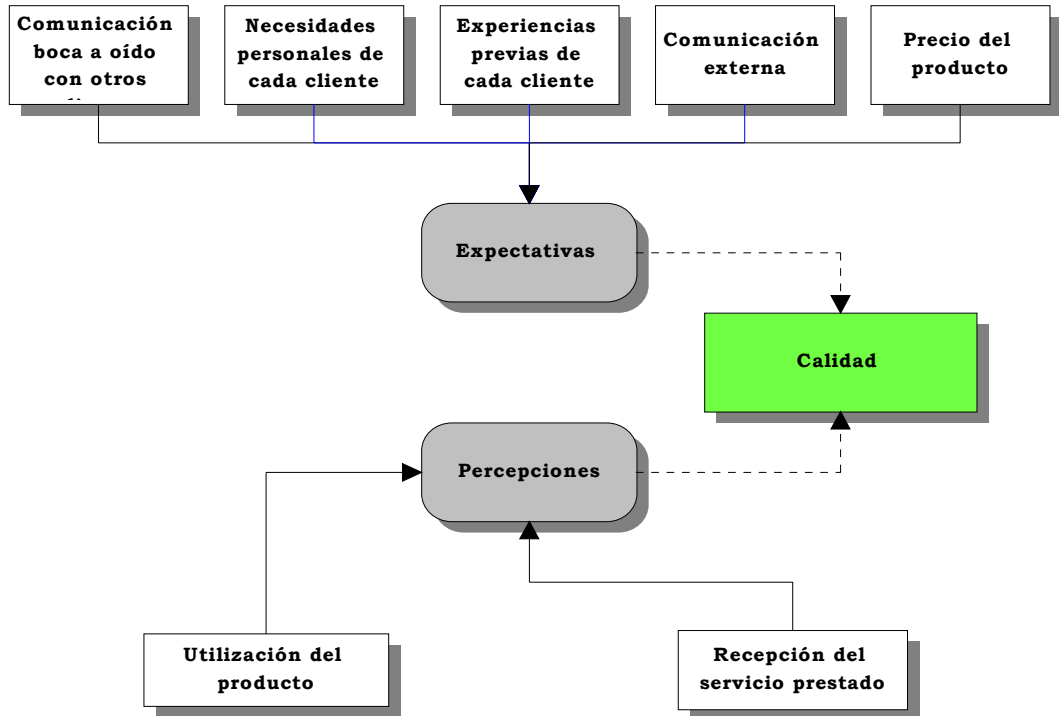 Comunicación
boca a oído
con otros
Necesidades
personales de
cada cliente
Experiencias
previas de
cada cliente
Comunicación
externa
Precio del
producto
Expectativas
Calidad
Percepciones
Utilización del
producto
Recepción del
servicio prestado